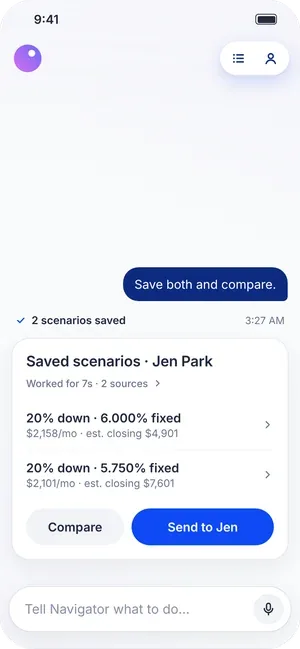 9:41
Save both and compare.
2 scenarios saved 3:27 AM
Saved scenarios · Jen Park
Worked for 7s · 2 sources
20% down · 6.000% fixed
$2,158/mo · est. closing $4,901
20% down · 5.750% fixed
$2,101/mo · est. closing $7,601
Compare Send to Jen
Tell Navigator what to do...